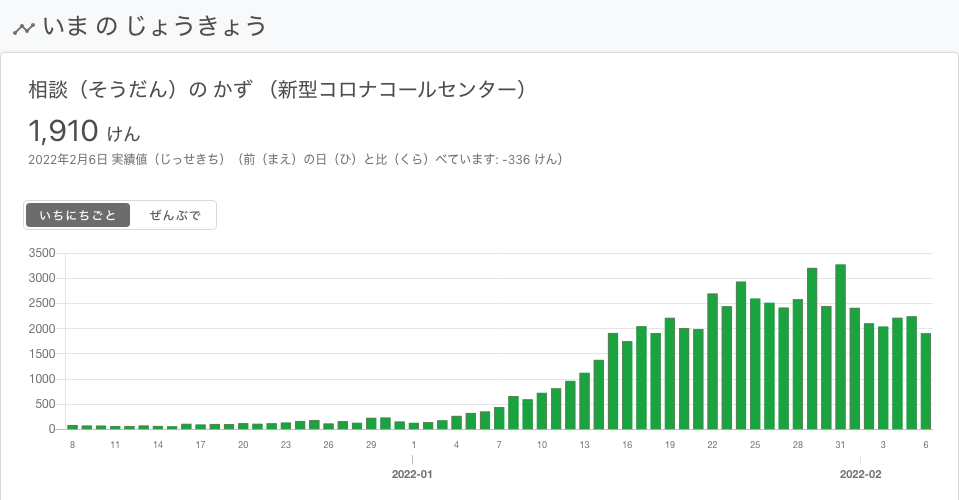 いま の じょうきょう
相談（そうだん）の かず （新型コロナコールセンター）
1,910 けん
2022年2月6日 実績値（じっせきち）（前（まえ）の日（ひ）と比（くら）べています: -336 けん）
いちにちごと ぜんぶで
3500
3000
2500
2000
1500
1000
500
0
8 11 14 17 20 23 26 29 1 4 7 10 13 16 19 22 25 28 31 3 6
2022-01 2022-02